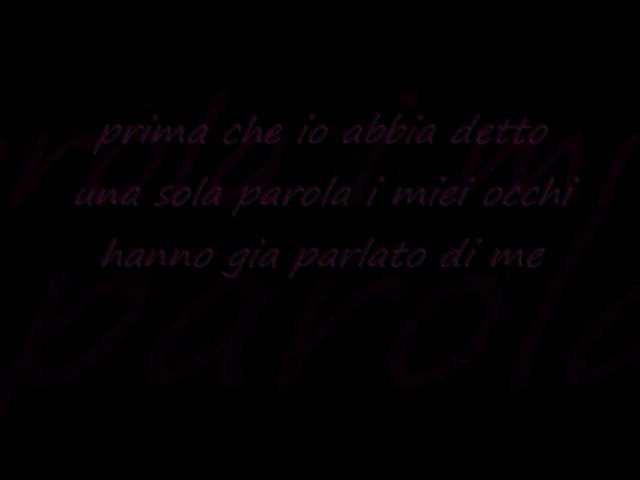 prima che io abbia detto
una sola parola i miei occhi
hanno gia parlato di me